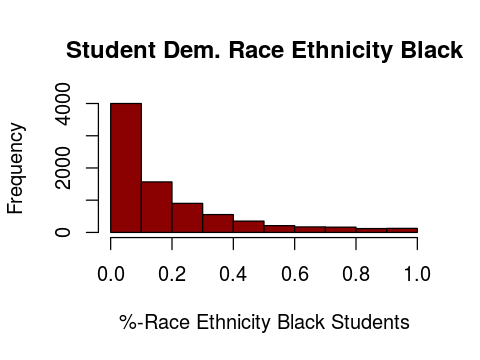 Student Dem. Race Ethnicity Black
Frequency
4000
2000
0
0.0 0.2 0.4 0.6 0.8 1.0
%-Race Ethnicity Black Students